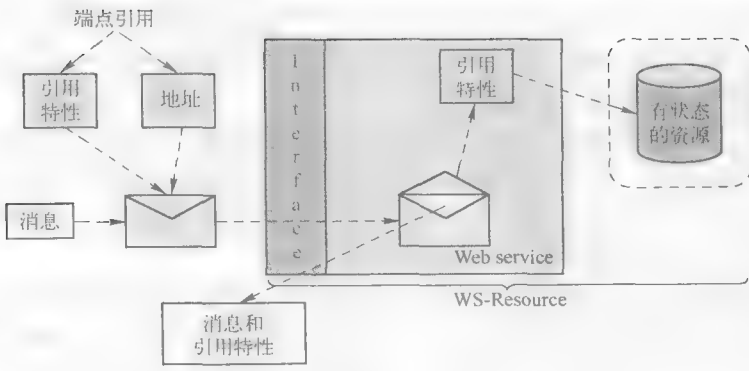 端点引用
引用
特性
地址
消息
Interface
引用
特性
有状态
的资源
Web service
WS-Resource
消息和
引用特性